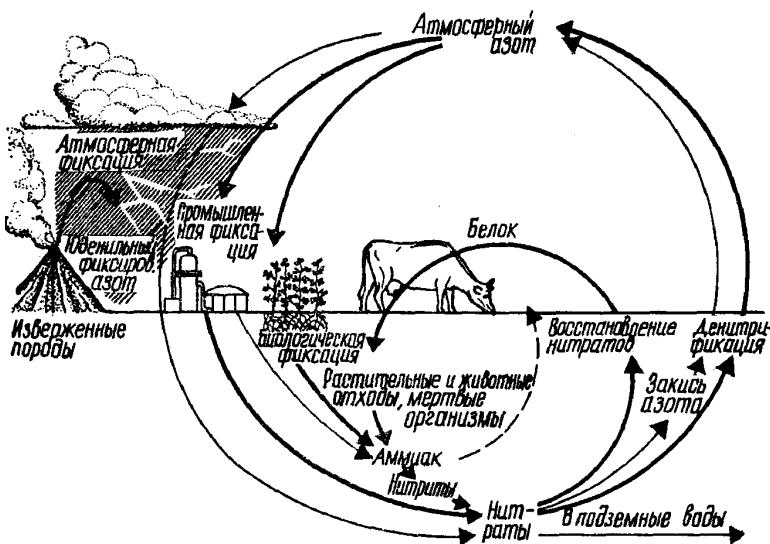 Атмосферный
азот
Атмосферная
фиксация
Ювенильный
фиксиров.
азот
Промышлен-
ная фикса-
ция
Белок
Изверженные
породы
Биологическая
фиксация
Восстановление
нитратов
Денитри-
фикация
Растительные и животные
отходы, мертвые
организмы
Закись
азота
Аммиак
Нитриты
Нит-
раты
В подземные воды